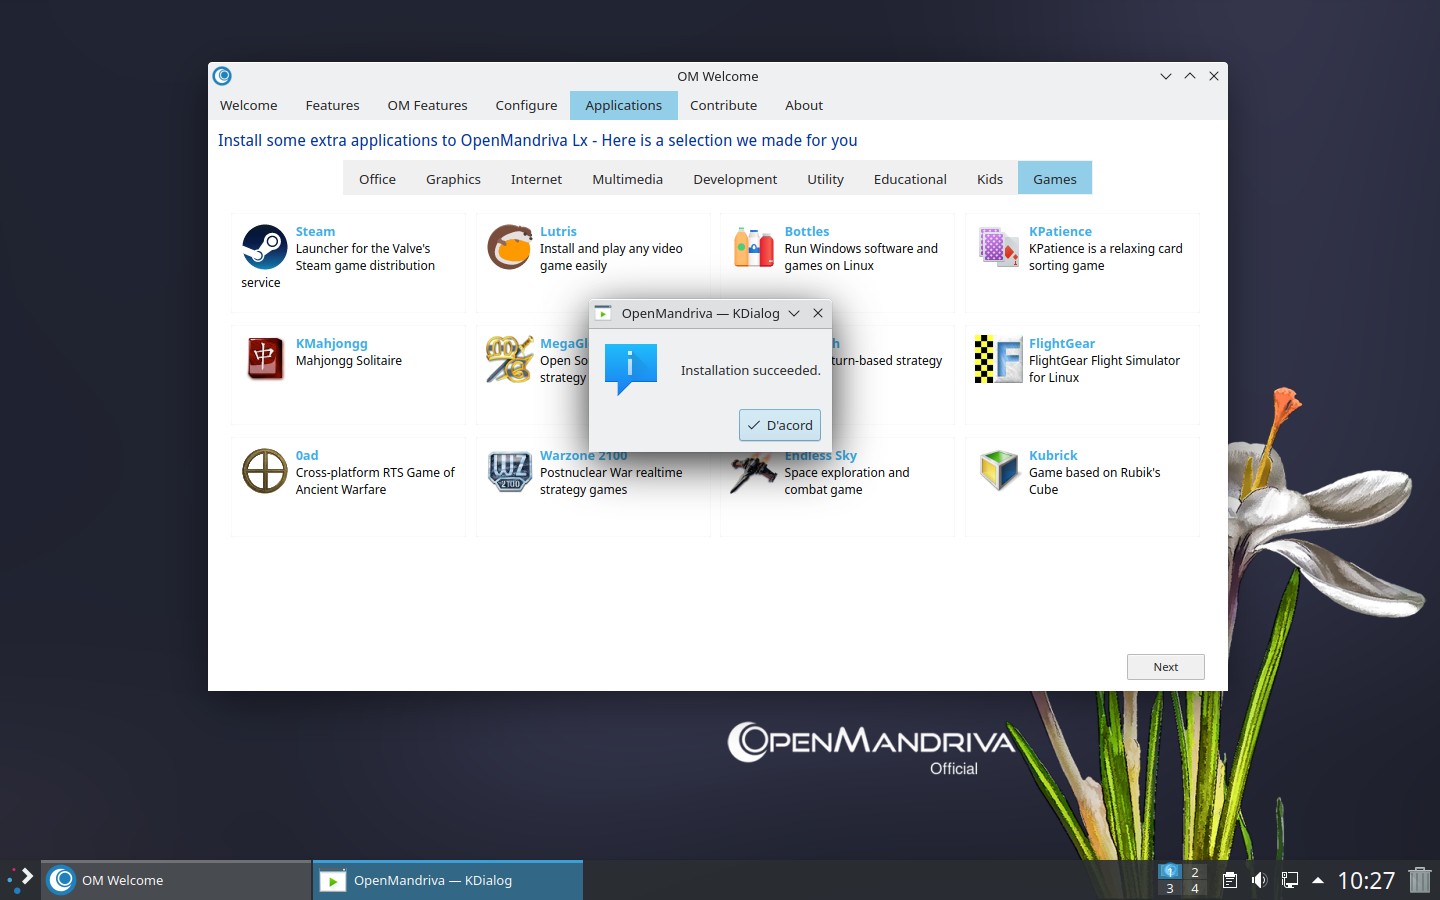 OM Welcome
Welcome Features OM Features Configure Applications Contribute About
Install some extra applications to OpenMandriva Lx - Here is a selection we made for you
Office Graphics Internet Multimedia Development Utility Educational Kids Games
Steam
Launcher for the Valve's
Steam game distribution
service
Lutris
Install and play any video
game easily
Bottles
Run Windows software and
games on Linux
KPatience
KPatience is a relaxing card
sorting game
KMahjongg
Mahjongg Solitaire
Open
strategy
turn-based strategy
FlightGear
FlightGear Flight Simulator
for Linux
OpenMandriva — KDialog
Installation succeeded.
D'acord
0ad
Cross-platform RTS Game of
Ancient Warfare
Warzone 2100
Postnuclear War realtime
strategy games
WZ
2100
Endless Sky
Space exploration and
combat game
Kubrick
Game based on Rubik's
Cube
Next
OPENMANDRIVA
Official
OM Welcome
OpenMandriva — KDialog
1 2
3 4
10:27